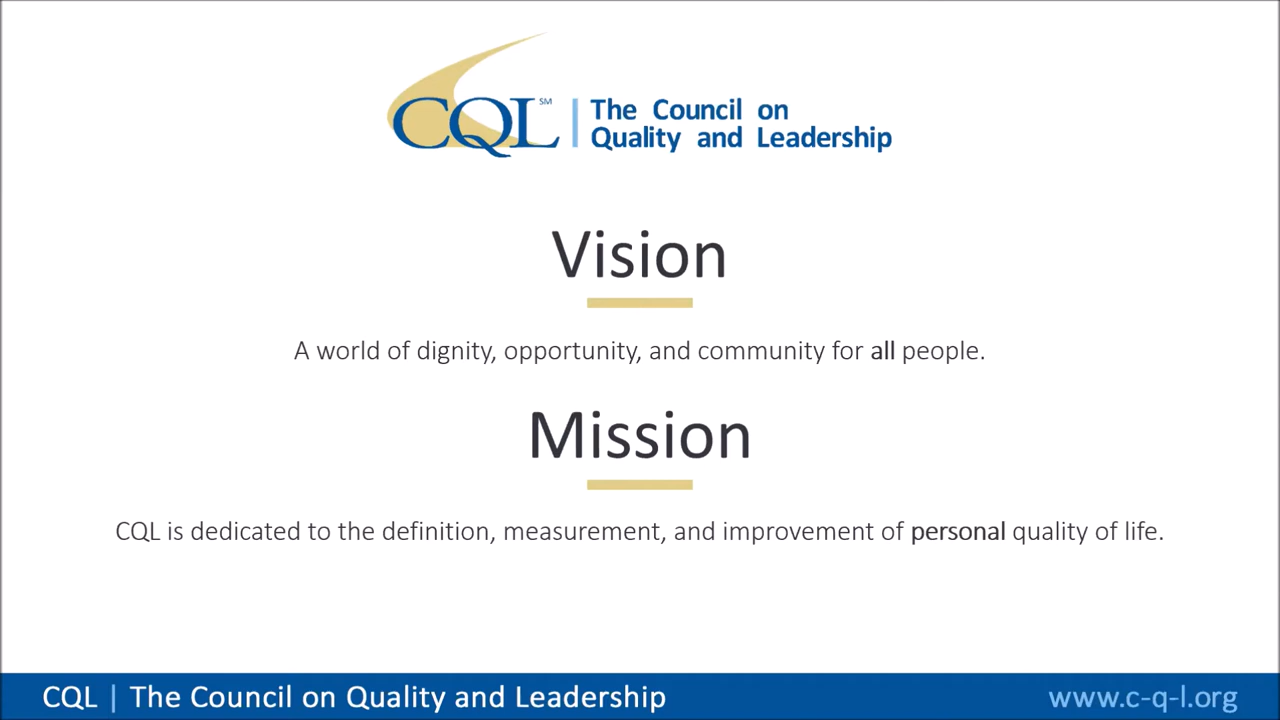 CQL℠ | The Council on
Quality and Leadership
Vision
A world of dignity, opportunity, and community for all people.
Mission
CQL is dedicated to the definition, measurement, and improvement of personal quality of life.
CQL | The Council on Quality and Leadership
www.c-q-l.org